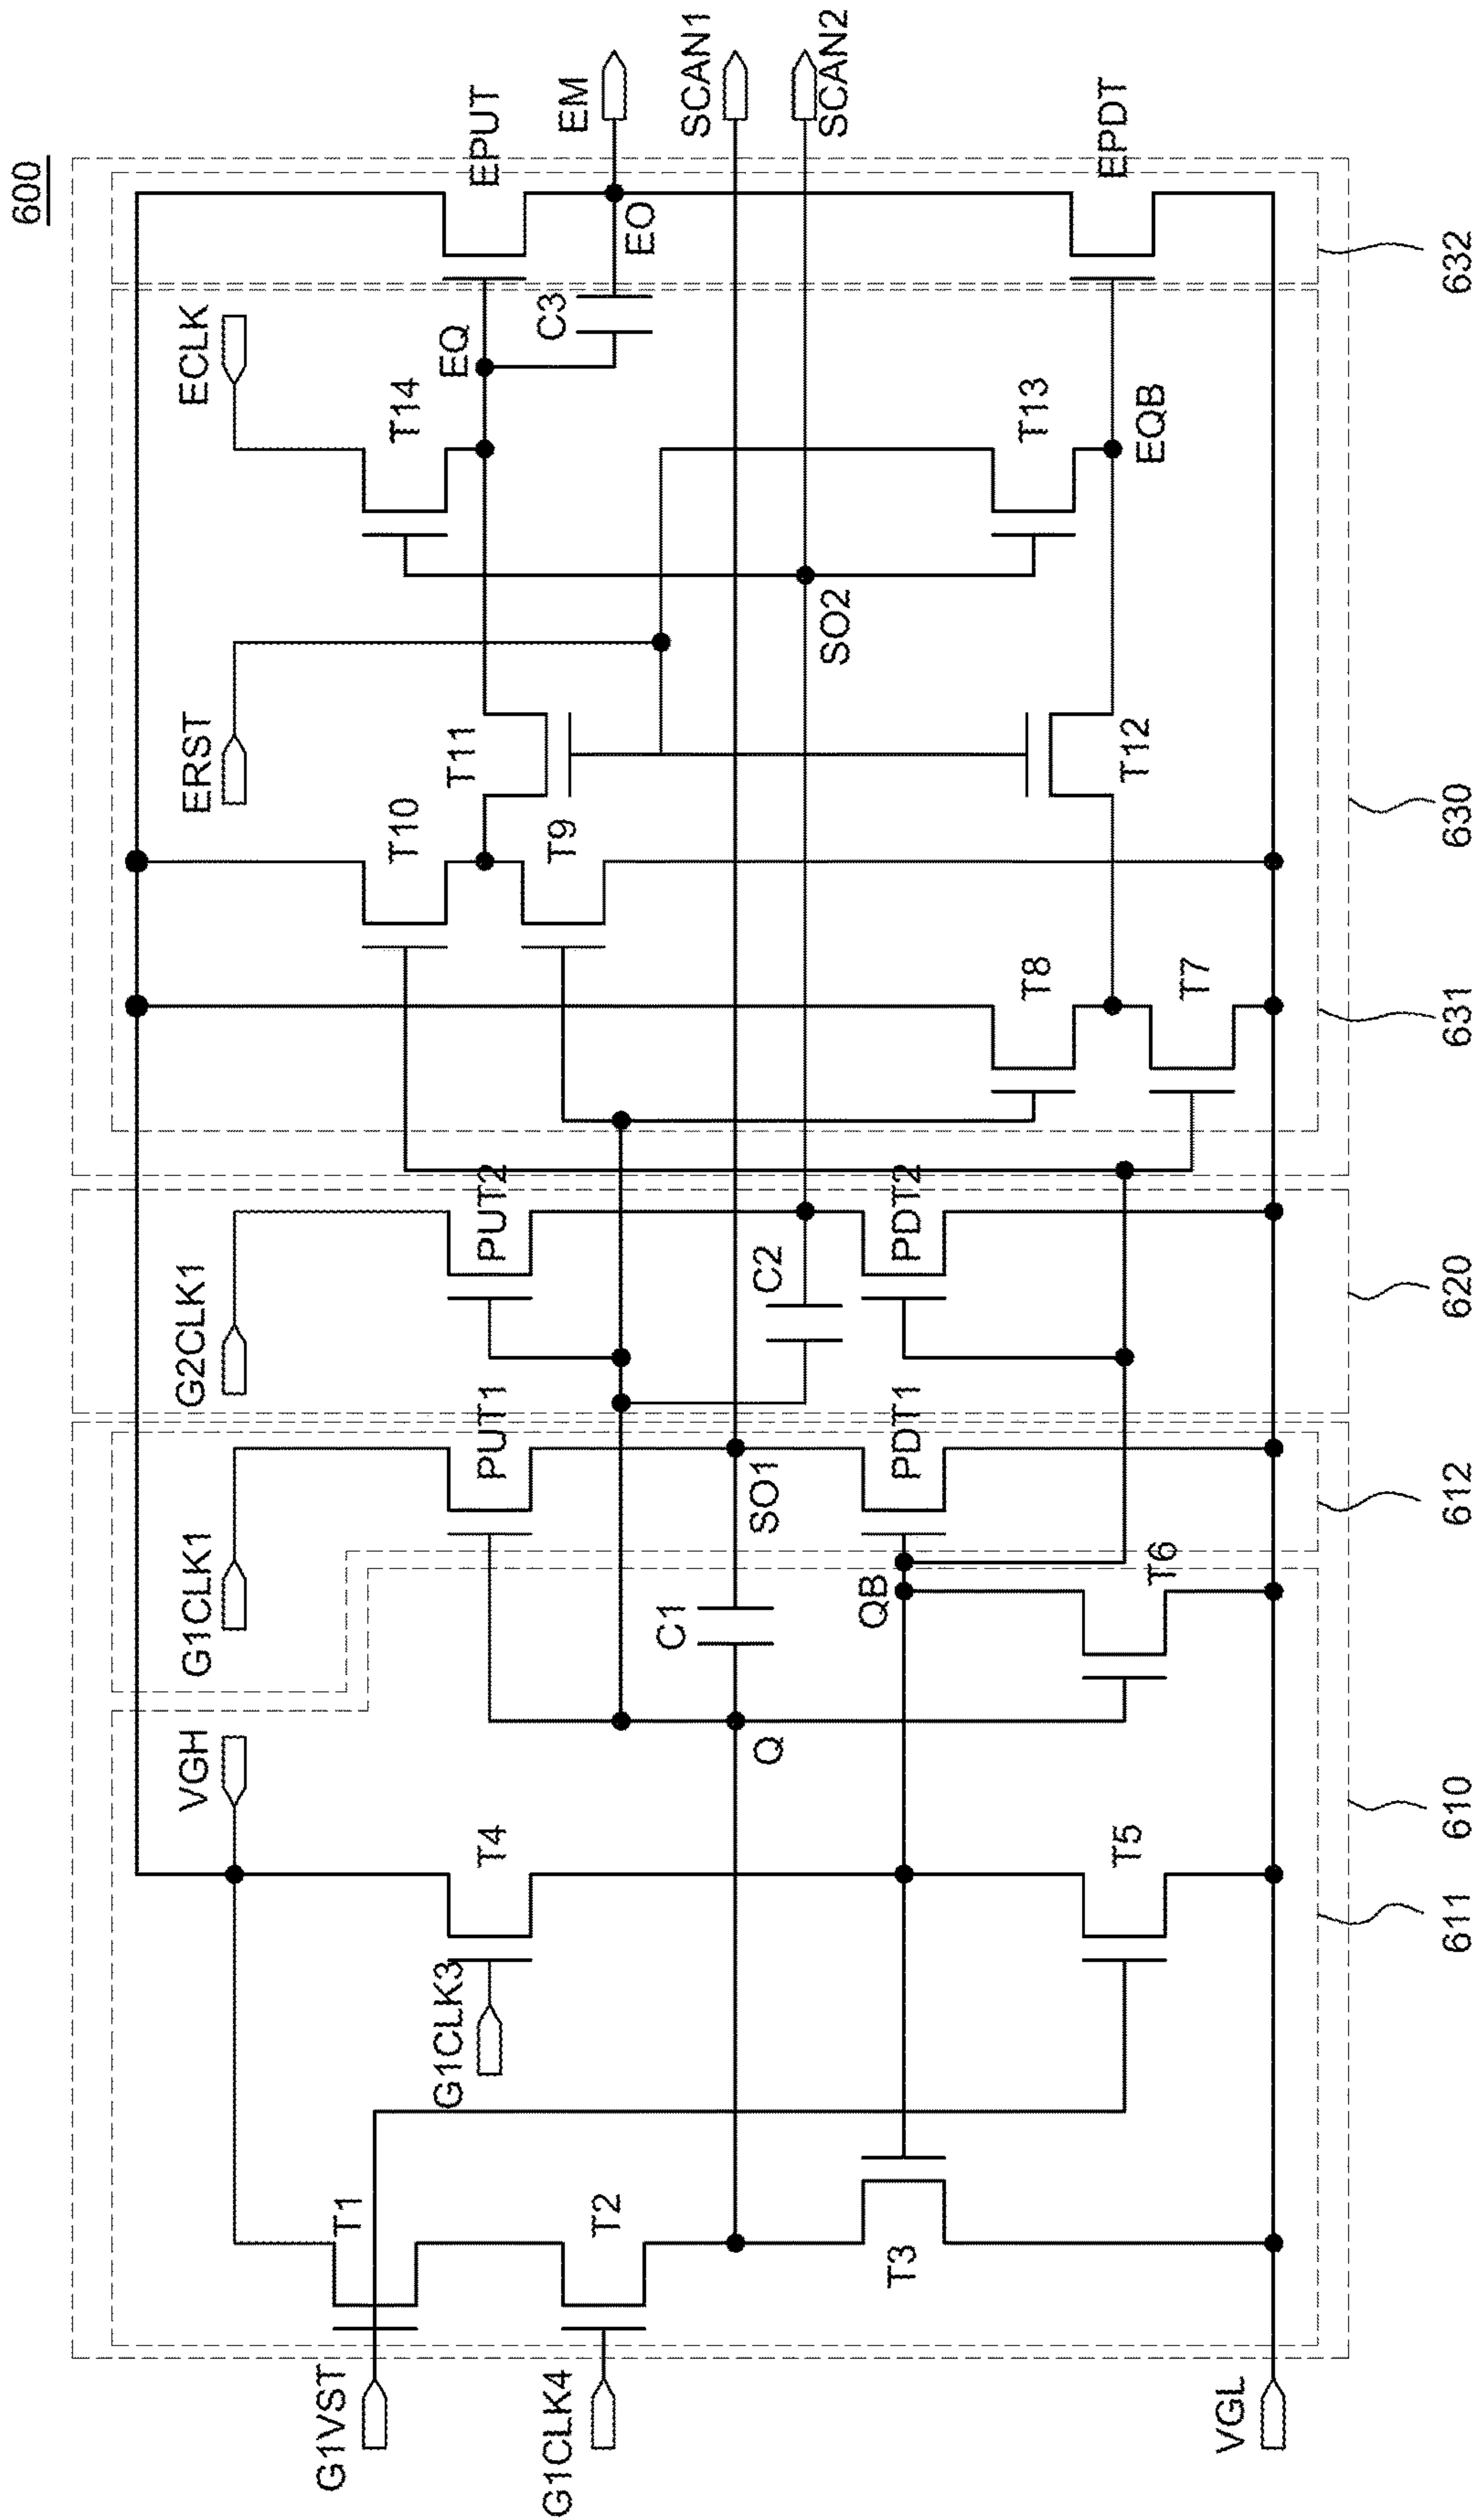 600
G1VST
G1CLK4
VGL
T1
T2
T3
G1CLK3
T4
T5
VGH
Q
C1
QB
T6
G1CLK1
PUT1
SO1
PDT1
G2CLK1
PUT2
C2
PDT2
T8
T7
T10
T9
ERST
T11
T12
SO2
ECLK
T14
T13
EQ
EQB
C3
EO
EPUT
EPDT
EM
SCAN1
SCAN2
611
610
612
620
631
630
632